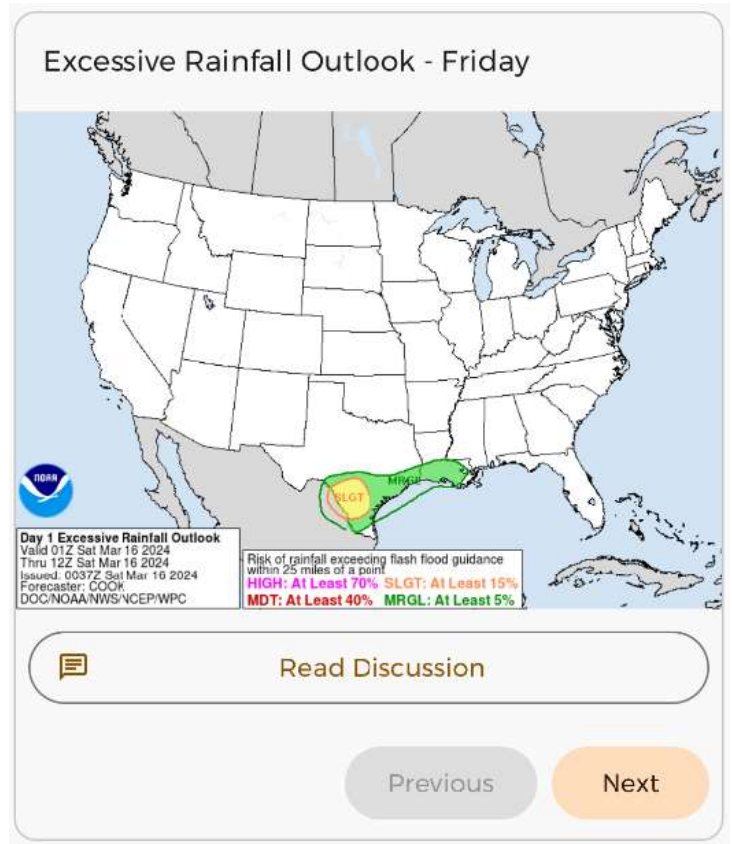 Excessive Rainfall Outlook - Friday
NOAA
MRGL
SLGT
Day 1 Excessive Rainfall Outlook
Valid 01Z Sat Mar 16 2024
Thru 12Z Sat Mar 16 2024
Issued: 0037Z Sat Mar 16 2024
Forecaster: COOK
DOC/NOAA/NWS/NCEP/WPC
Risk of rainfall exceecing flash flood guidance
within 25 miles of a point
HIGH: At Least 70% SLGT: At Least 15%
MDT: At Least 40% MRGL: At Least 5%
Read Discussion
Previous
Next